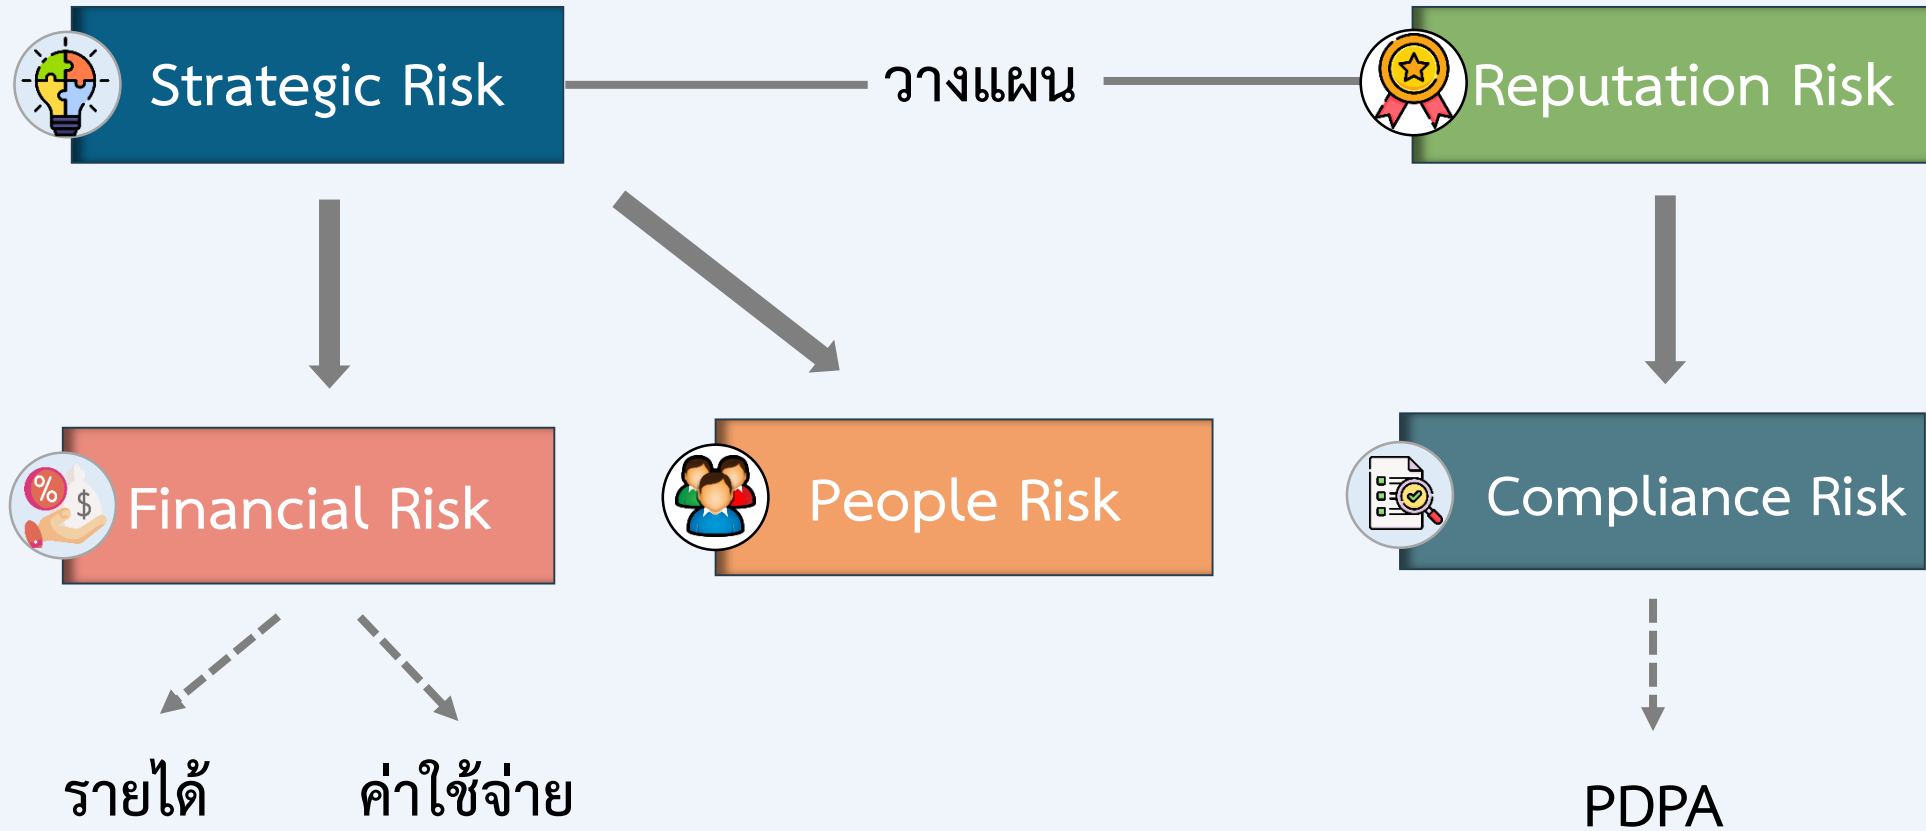 Strategic Risk
วางแผน
Reputation Risk
Financial Risk
People Risk
Compliance Risk
รายได้
ค่าใช้จ่าย
PDPA
%
$